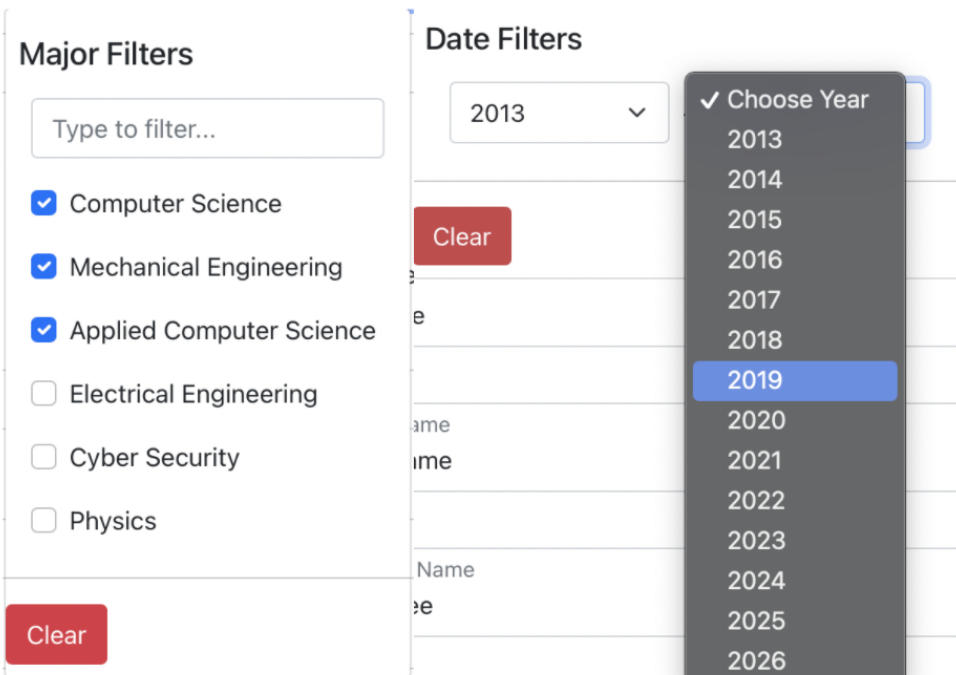 Major Filters
Type to filter...
Computer Science
Mechanical Engineering
Applied Computer Science
Electrical Engineering
Cyber Security
Physics
Clear
Date Filters
2013
Clear
Name
Choose Year
2013
2014
2015
2016
2017
2018
2019
2020
2021
2022
2023
2024
2025
2026